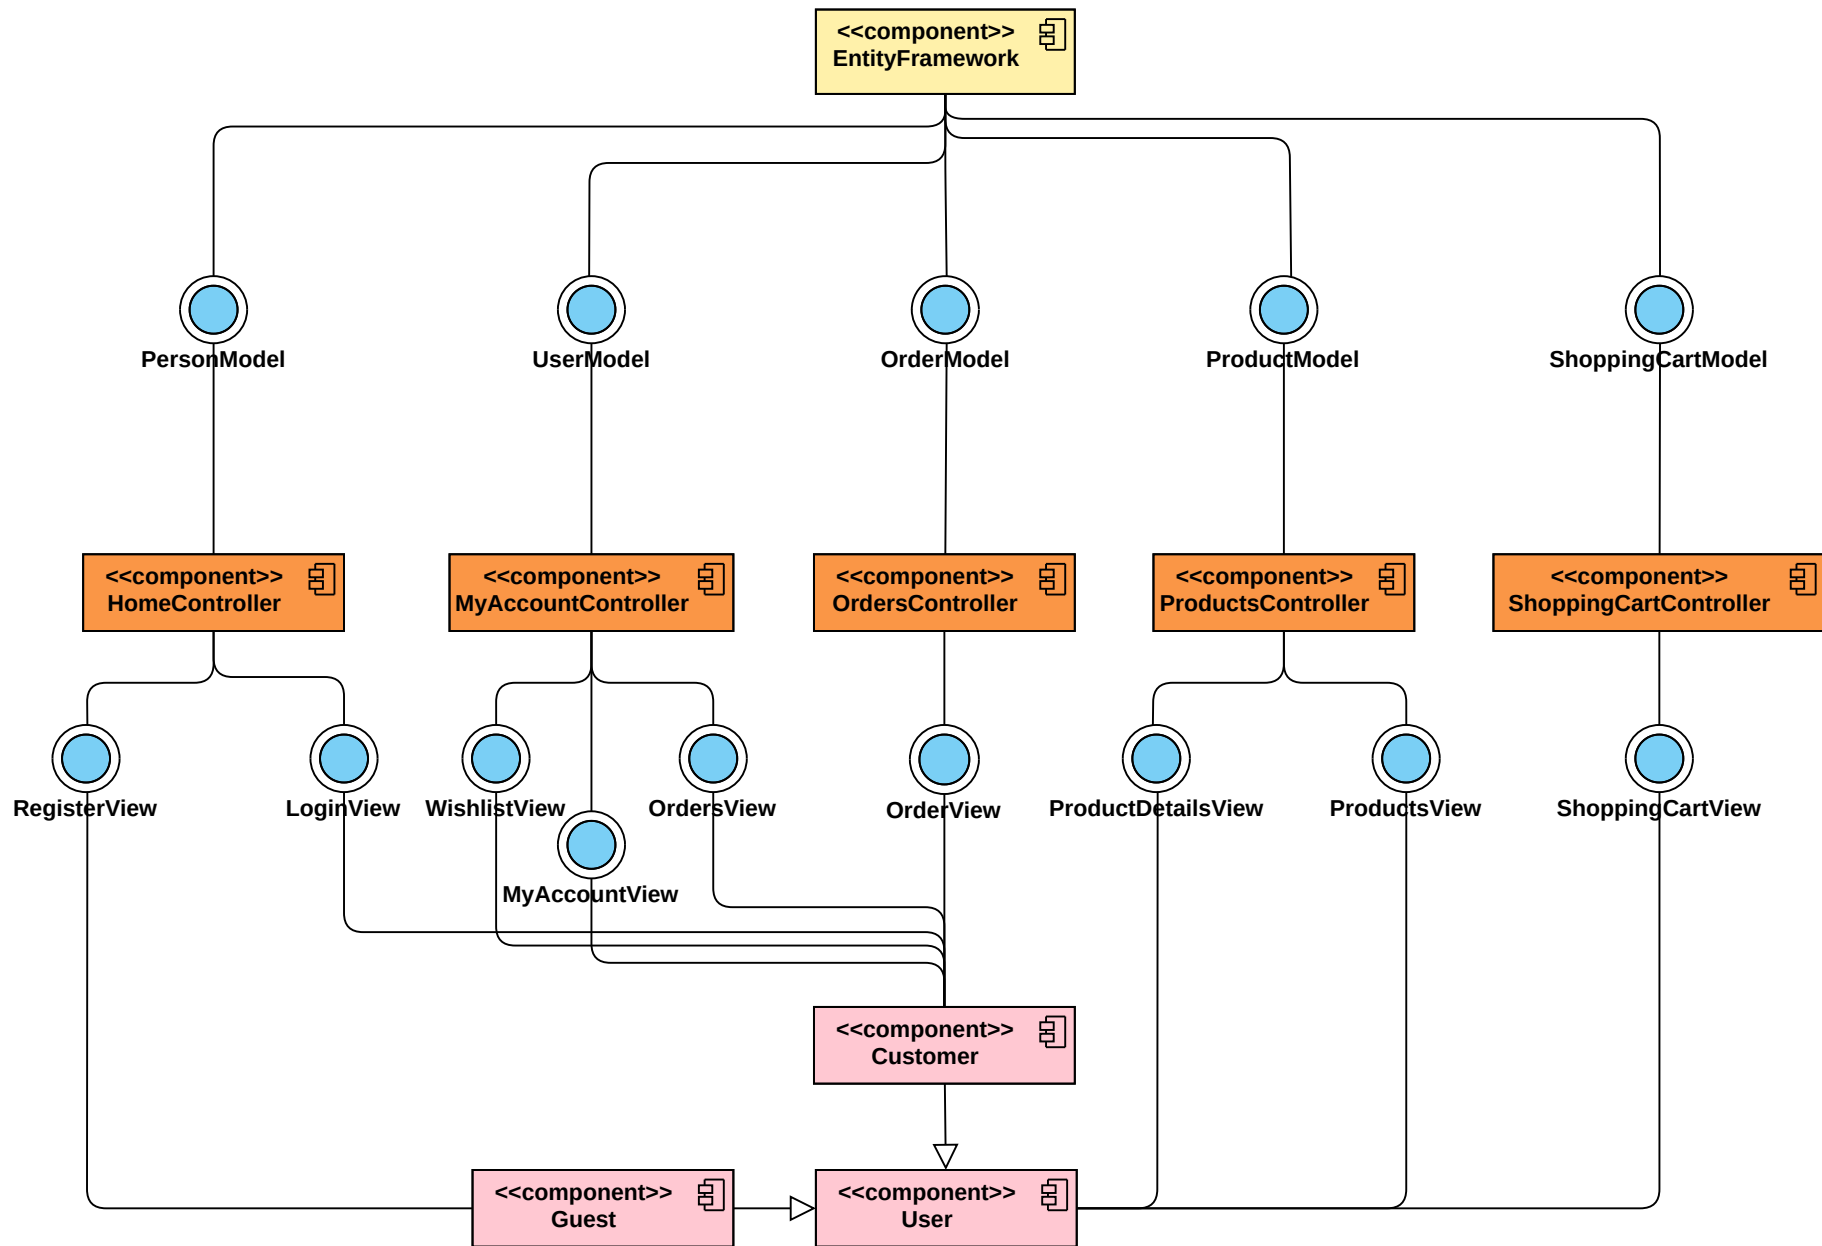 <<component>>
EntityFramework
PersonModel
UserModel
OrderModel
ProductModel
ShoppingCartModel
<<component>>
HomeController
<<component>>
MyAccountController
<<component>>
OrdersController
<<component>>
ProductsController
<<component>>
ShoppingCartController
RegisterView
LoginView
WishlistView
OrdersView
OrderView
ProductDetailsView
ProductsView
ShoppingCartView
MyAccountView
<<component>>
Customer
<<component>>
Guest
<<component>>
User